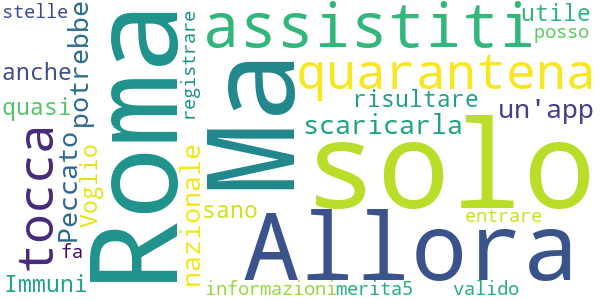 stelle
potrebbe
Roma
registrare
assistiti
utile
posso
anche
Ma
quarantena
quasi
risultare
un'app
scaricarla
tocca
Peccato
Voglio
nazionale
solo
sano
Allora
entrare
fa
Immuni
informazioni
merita5
valido